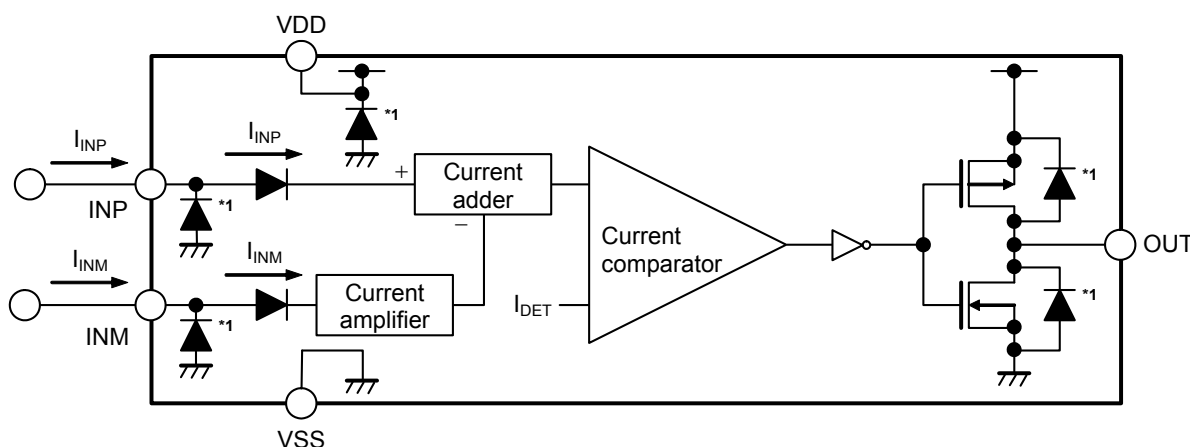 VDD
*1
I_INP
I_INP
+
Current
adder
*1
INP
*1
−
I_INM
I_INM
Current
comparator
OUT
Current
amplifier
I_DET
*1
INM
*1
VSS